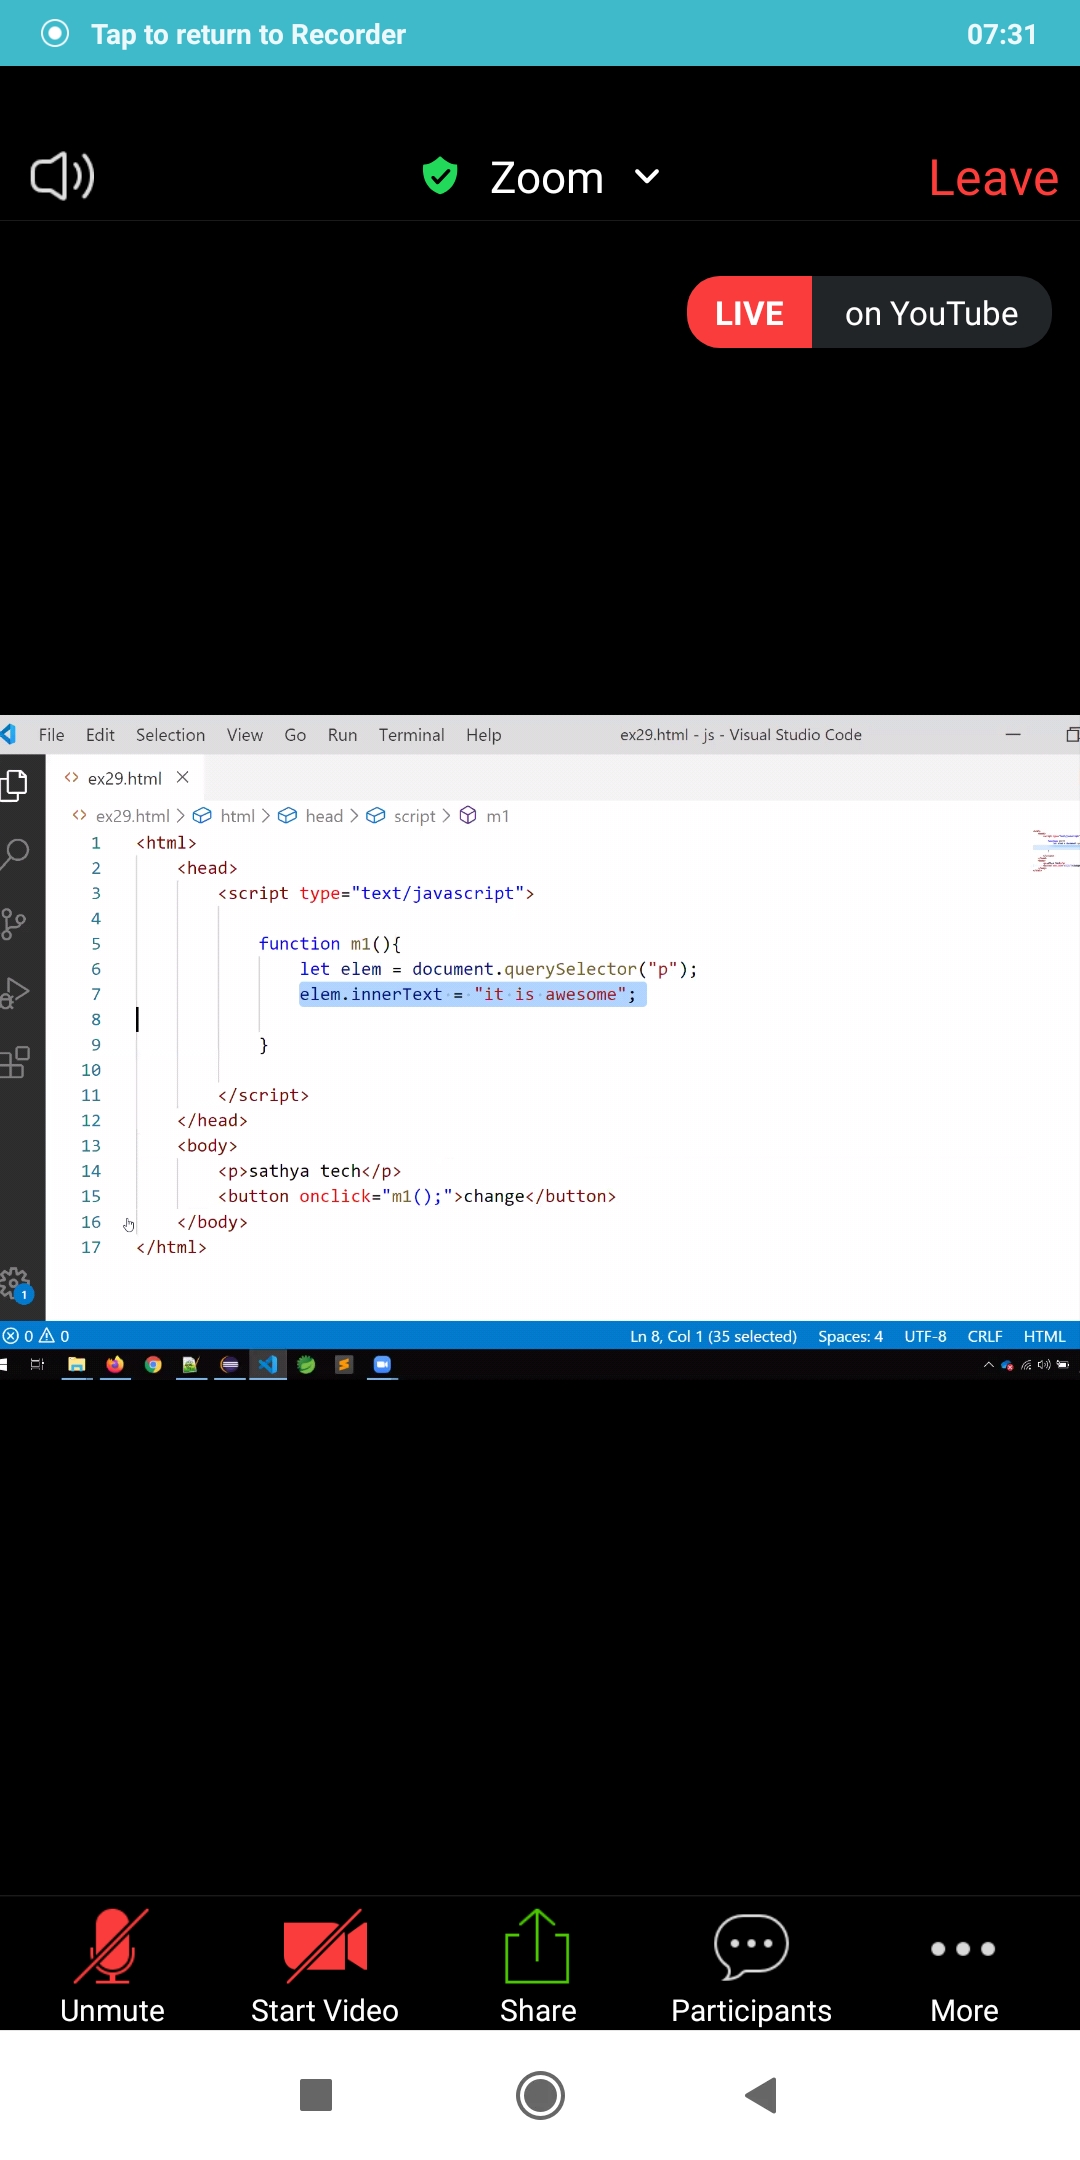 Tap to return to Recorder 07:31
Zoom Leave
LIVE on YouTube
File Edit Selection View Go Run Terminal Help ex29.html - js - Visual Studio Code
ex29.html
ex29.html > html > head > script > m1
1 <html>
2 <head>
3 <script type="text/javascript">
4
5 function m1(){
6 let elem = document.querySelector("p");
7 elem.innerText = "it is awesome";
8
9 }
10
11 </script>
12 </head>
13 <body>
14 <p>sathya tech</p>
15 <button onclick="m1();">change</button>
16 </body>
17 </html>
1
0 0 Ln 8, Col 1 (35 selected) Spaces: 4 UTF-8 CRLF HTML
Unmute Start Video Share Participants More